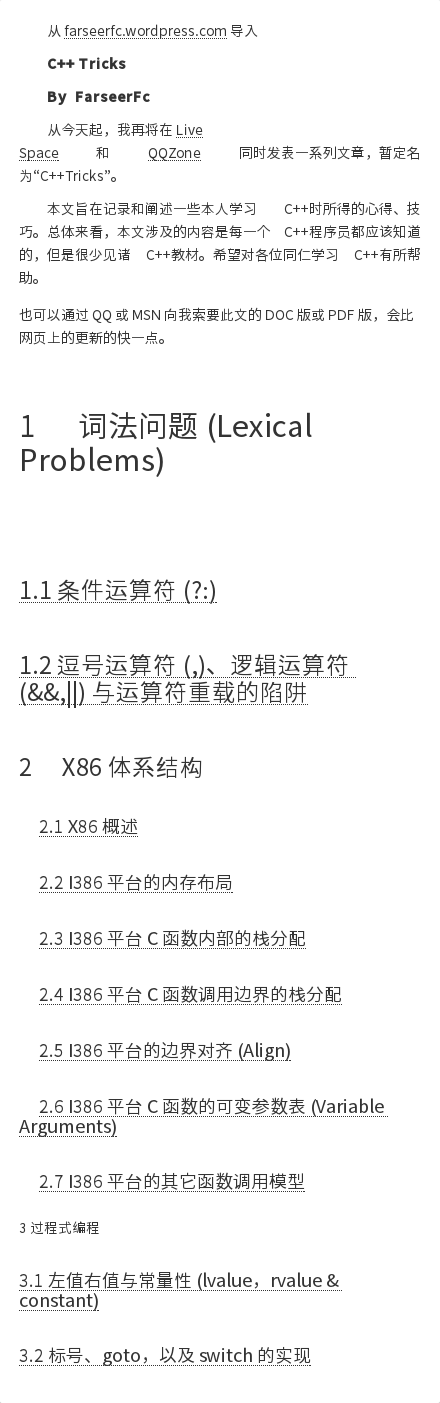 从 farseerfc.wordpress.com 导入
C++ Tricks
By FarseerFc
从今天起，我再将在 Live
Space 和 QQZone 同时发表一系列文章，暂定名
为“C++Tricks”。
本文旨在记录和阐述一些本人学习 C++时所得的心得、技
巧。总体来看，本文涉及的内容是每一个 C++程序员都应该知道
的，但是很少见诸 C++教材。希望对各位同仁学习 C++有所帮
助。
也可以通过 QQ 或 MSN 向我索要此文的 DOC 版或 PDF 版，会比
网页上的更新的快一点。
1 词法问题 (Lexical
Problems)
1.1 条件运算符 (?:)
1.2 逗号运算符 (,)、逻辑运算符
(&&,||) 与运算符重载的陷阱
2 X86 体系结构
2.1 X86 概述
2.2 I386 平台的内存布局
2.3 I386 平台 C 函数内部的栈分配
2.4 I386 平台 C 函数调用边界的栈分配
2.5 I386 平台的边界对齐 (Align)
2.6 I386 平台 C 函数的可变参数表 (Variable
Arguments)
2.7 I386 平台的其它函数调用模型
3 过程式编程
3.1 左值右值与常量性 (lvalue，rvalue &
constant)
3.2 标号、goto，以及 switch 的实现